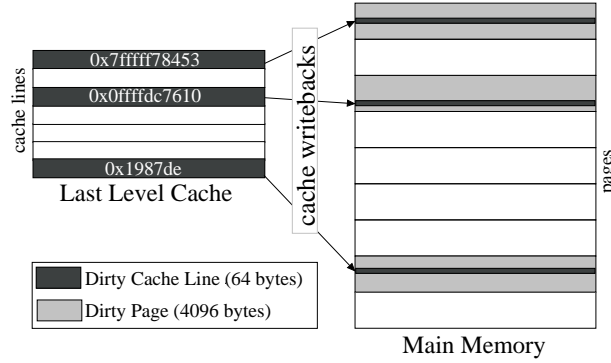 cache lines
0x7fffff78453
0x0ffffdc7610
0x1987de
Last Level Cache
cache writebacks
pages
Dirty Cache Line (64 bytes)
Dirty Page (4096 bytes)
Main Memory